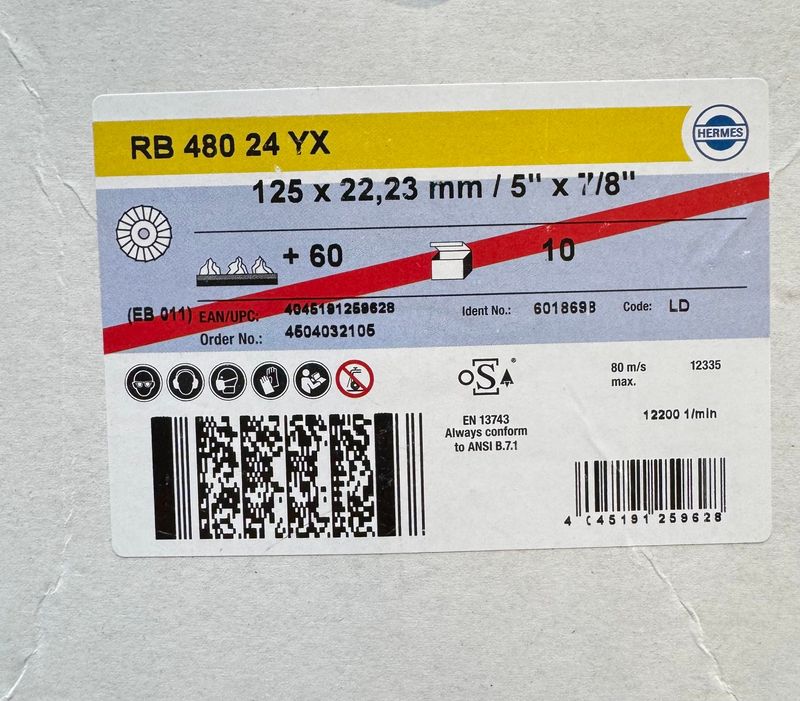 RB 480 24 YX
HERMES
125 x 22,23 mm / 5" x 7/8"
+ 60
10
(EB 011) EAN/UPC: 4045191259628
Ident No.: 601869B
Code: LD
Order No.: 4504032105
oSA®
80 m/s
max.
12335
EN 13743
Always conform
to ANSI B.7.1
12200 1/min
4 045191 259628